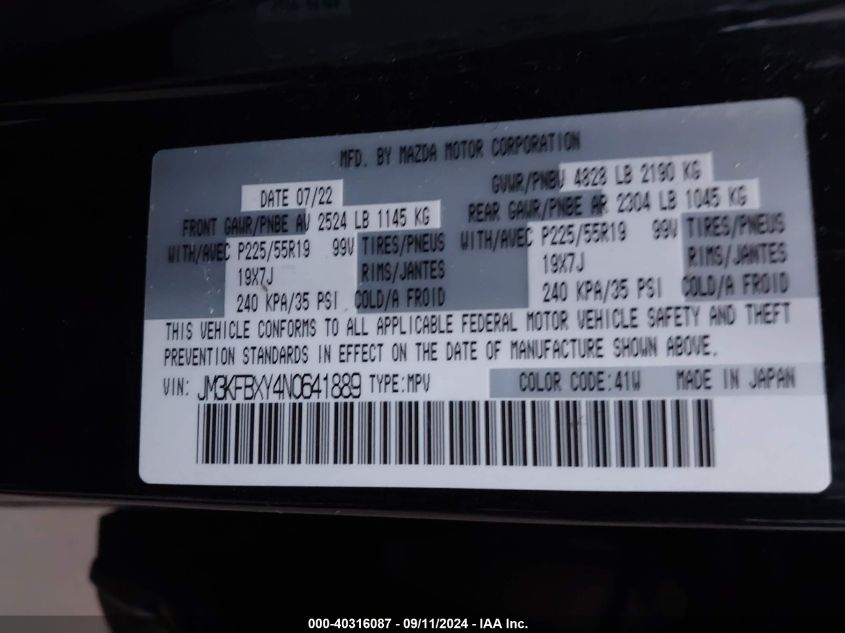 MFD. BY MAZDA MOTOR CORPORATION
DATE 07/22
GVWR/PNBV 4828 LB 2190 KG
FRONT GAWR/PNBE AV 2524 LB 1145 KG
REAR GAWR/PNBE AR 2304 LB 1045 KG
WITH/AVEC P225/55R19 99V TIRES/PNEUS
WITH/AVEC P225/55R19 99V TIRES/PNEUS
19X7J RIMS/JANTES
19X7J RIMS/JANTES
240 KPA/35 PSI COLD/A FROID
240 KPA/35 PSI COLD/A FROID
THIS VEHICLE CONFORMS TO ALL APPLICABLE FEDERAL MOTOR VEHICLE SAFETY AND THEFT
PREVENTION STANDARDS IN EFFECT ON THE DATE OF MANUFACTURE SHOWN ABOVE.
VIN: JM3KFBXY4N0641889 TYPE:MPV COLOR CODE:41W MADE IN JAPAN
000-40316087 - 09/11/2024 - IAA Inc.